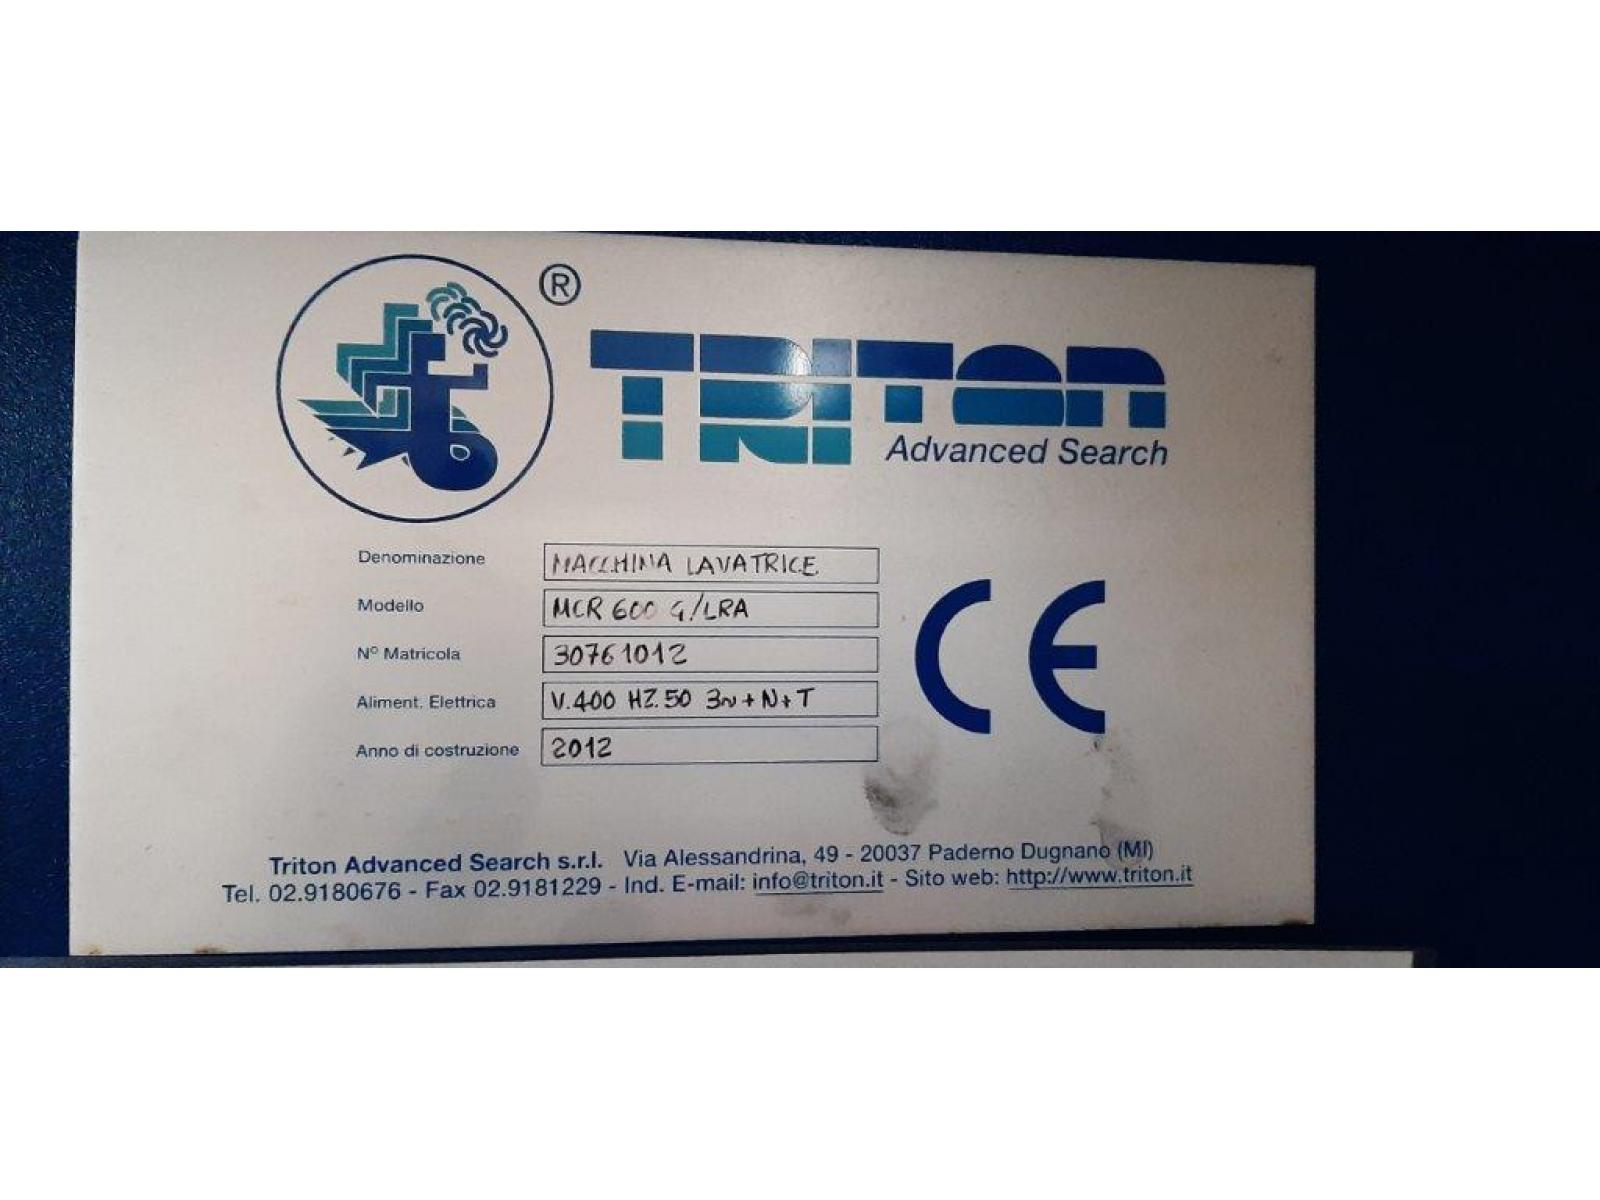 ®
TRITON
Advanced Search
Denominazione MACCHINA LAVATRICE
Modello MCR 600 G/LRA
Nº Matricola 30761012
Aliment. Elettrica V.400 HZ.50 3~+N+T
Anno di costruzione 2012
CE
Triton Advanced Search s.r.l. Via Alessandrina, 49 - 20037 Paderno Dugnano (MI)
Tel. 02.9180676 - Fax 02.9181229 - Ind. E-mail: info@triton.it - Sito web: http://www.triton.it